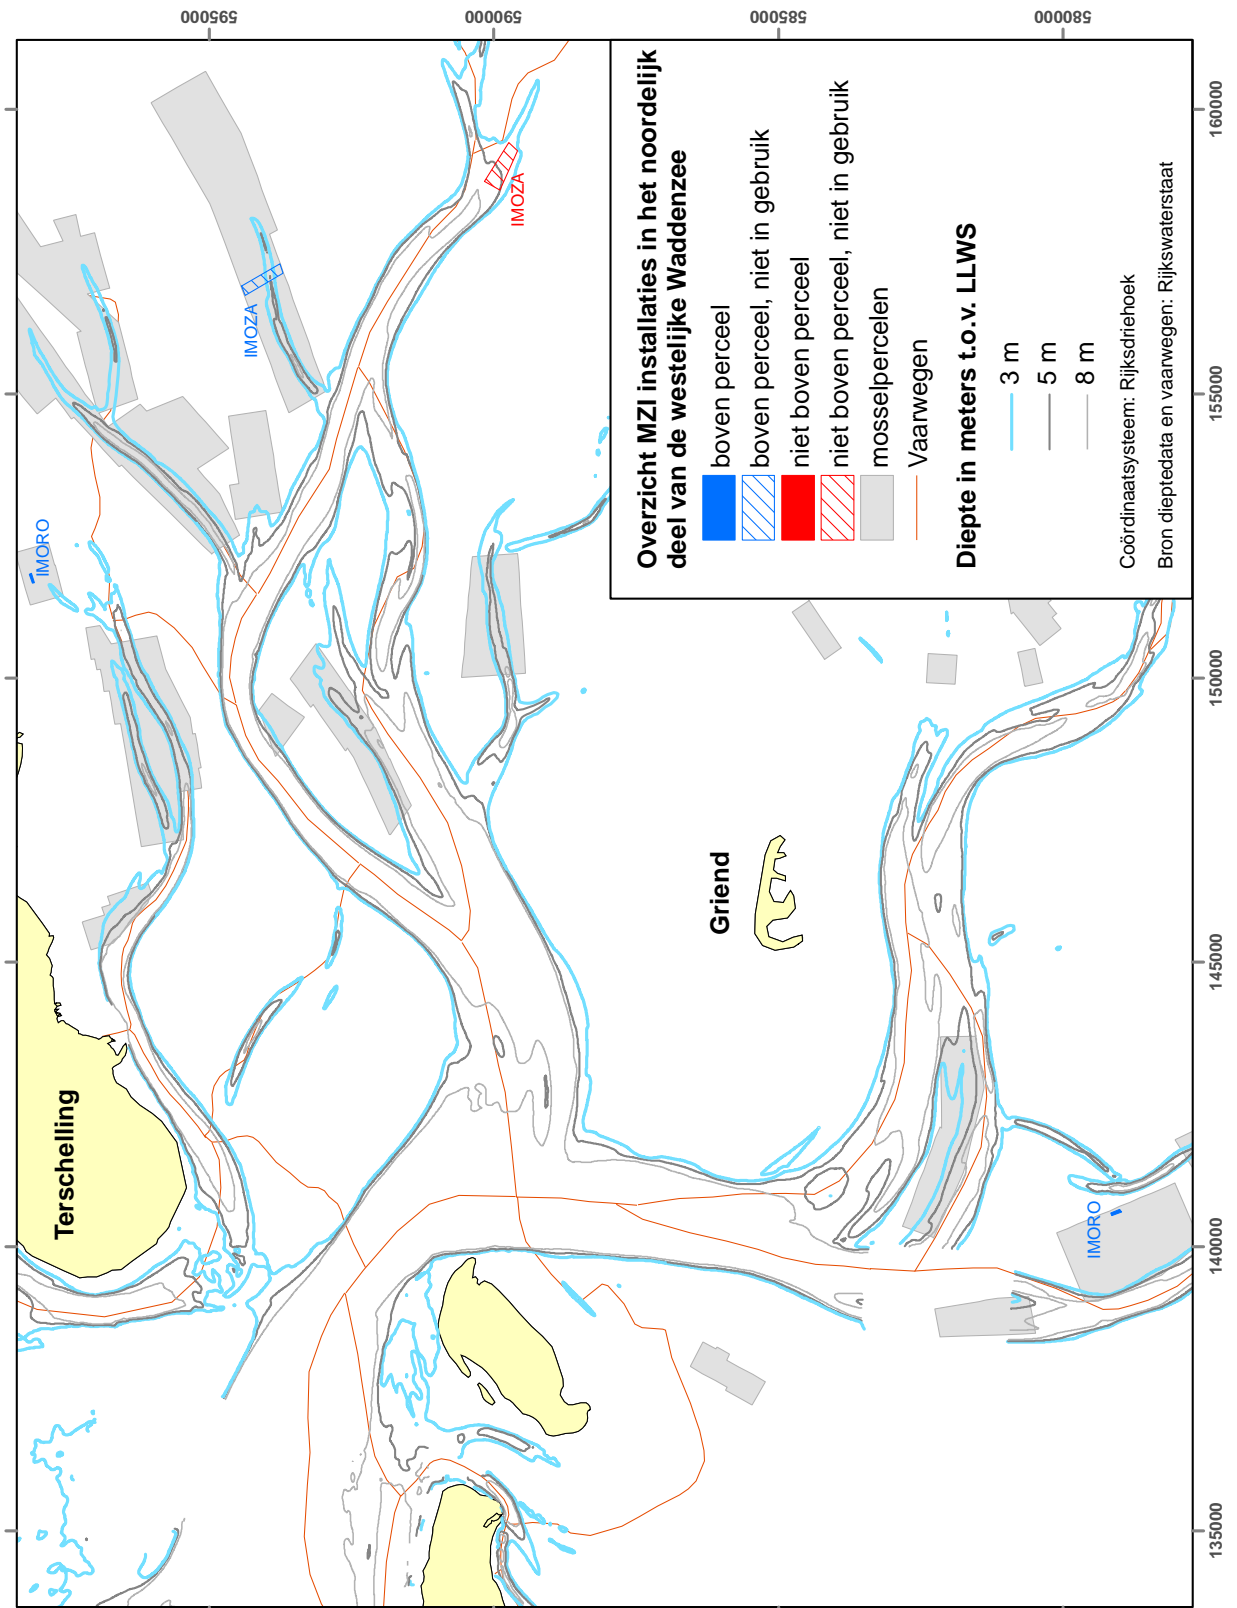 Terschelling
Griend
IMORO
IMOZA
IMOZA
IMORO
Overzicht MZI installaties in het noordelijk
deel van de westelijke Waddenzee
boven perceel
boven perceel, niet in gebruik
niet boven perceel
niet boven perceel, niet in gebruik
mosselpercelen
Vaarwegen
Diepte in meters t.o.v. LLWS
3 m
5 m
8 m
Coördinaatsysteem: Rijksdriehoek
Bron dieptedata en vaarwegen: Rijkswaterstaat
135000
140000
145000
150000
155000
160000
595000
590000
585000
580000